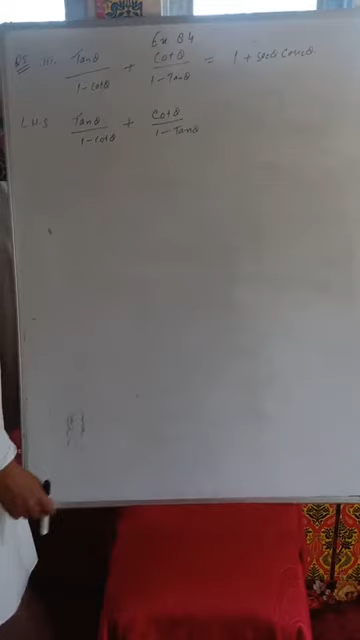 Ex 8.4
Q5 iii. Tanθ / 1-Cotθ + Cotθ / 1-Tanθ = 1 + secθ Cosecθ
L.H.S Tanθ / 1-Cotθ + Cotθ / 1-Tanθ